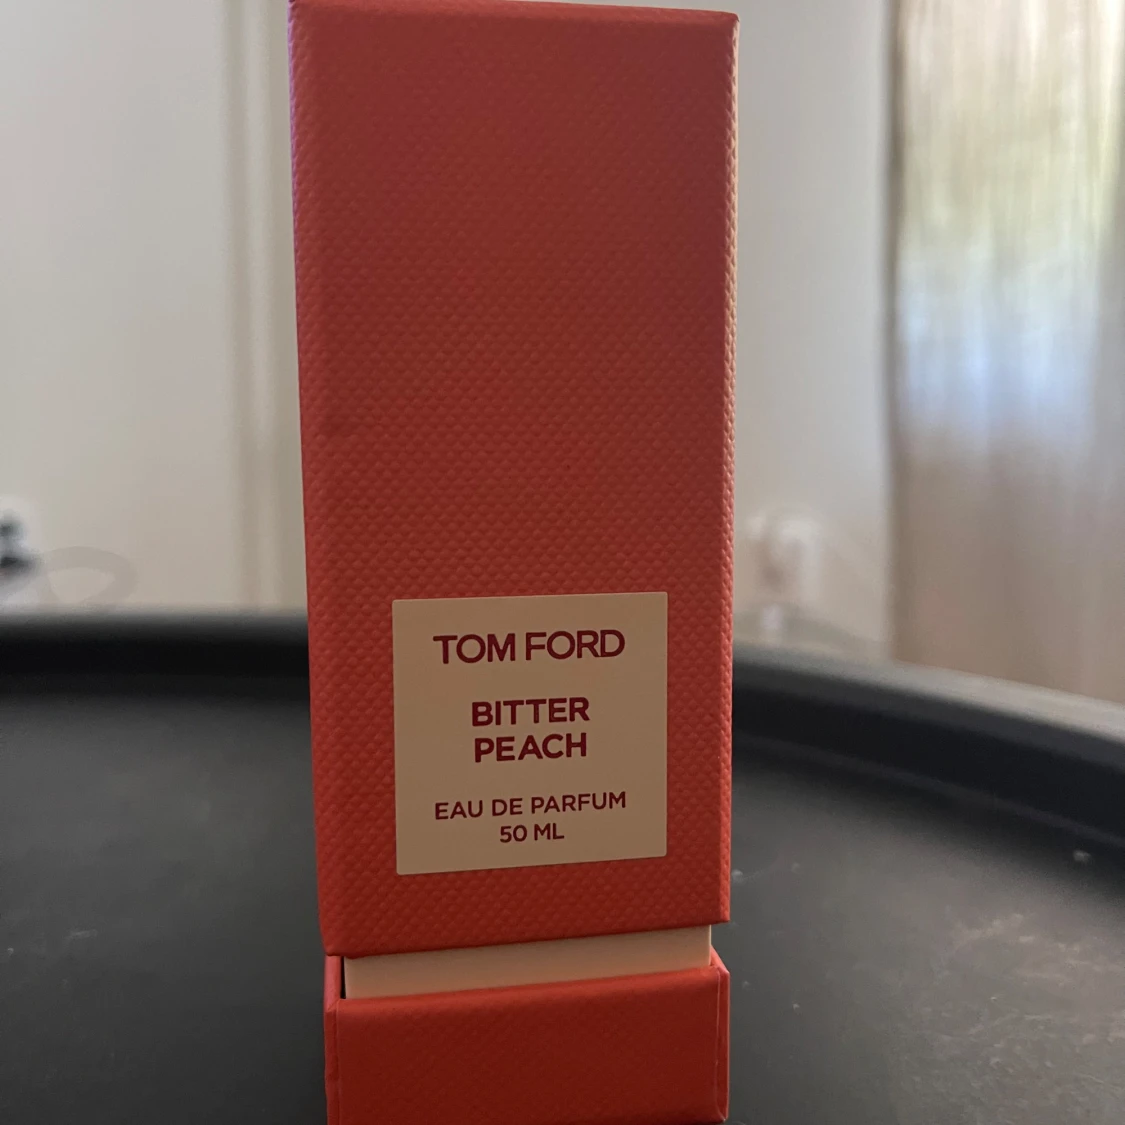 TOM FORD
BITTER
PEACH
EAU DE PARFUM
50 ML